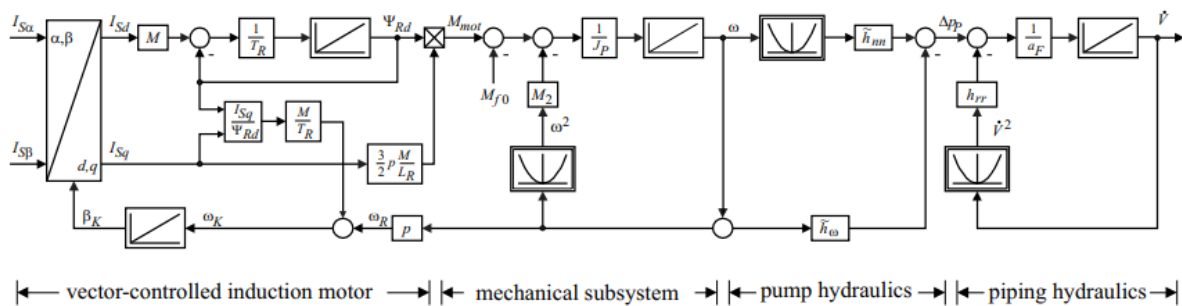 I_Sα
α,β
I_Sd
M
-
1/T_R
Ψ_Rd
M_mot
-
-
1/J_P
ω
h̃_nn
Δp_P
-
-
1/a_F
V̇
M_f0
M_2
h_rr
I_Sq/Ψ_Rd
M/T_R
ω²
V̇²
I_Sβ
d,q
I_Sq
3/2 p M/L_R
β_K
ω_K
ω_R
p
h̃_ω
vector-controlled induction motor
mechanical subsystem
pump hydraulics
piping hydraulics